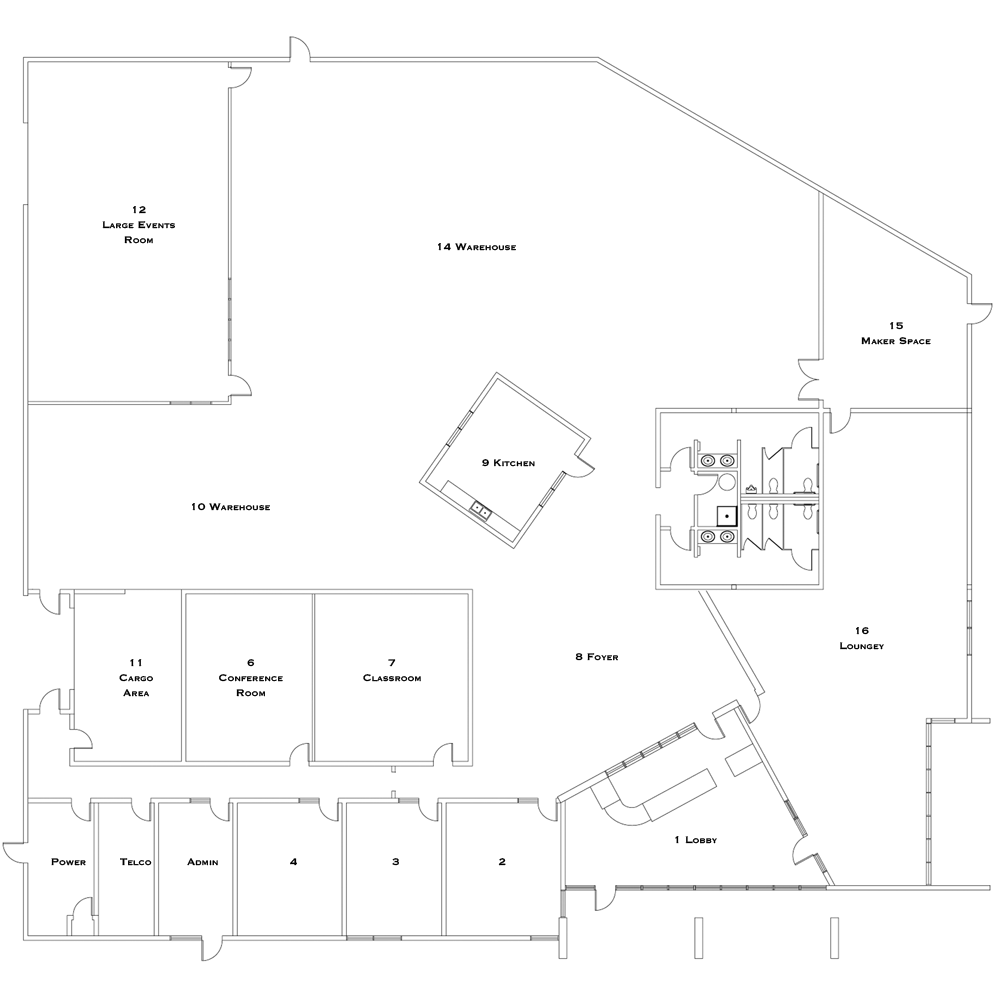 12
Large Events
Room
14 Warehouse
15
Maker Space
9 Kitchen
10 Warehouse
16
Loungey
8 Foyer
11
Cargo
Area
6
Conference
Room
7
Classroom
1 Lobby
Power
Telco
Admin
4
3
2